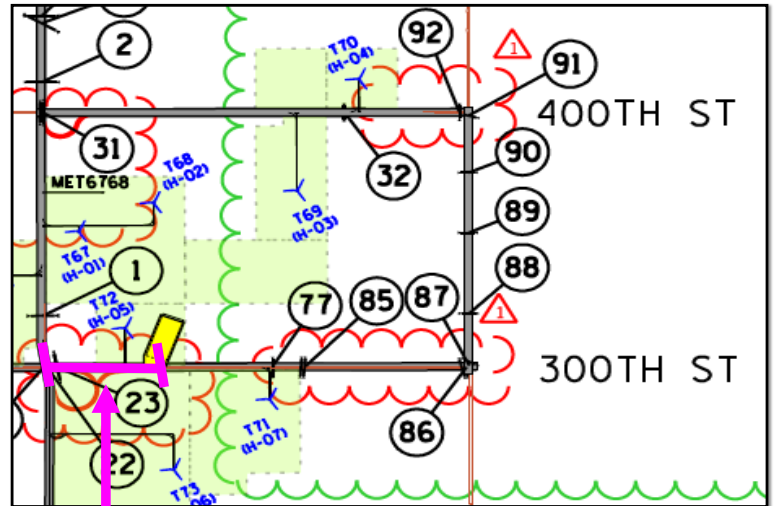 92
1
T70
(H-04)
2
91
400TH ST
31
90
T68
(H-02)
32
MET6768
T69
(H-03)
89
T67
(H-01)
1
88
77
85
87
1
T72
(H-05)
300TH ST
23
T71
(H-07)
86
22
T73